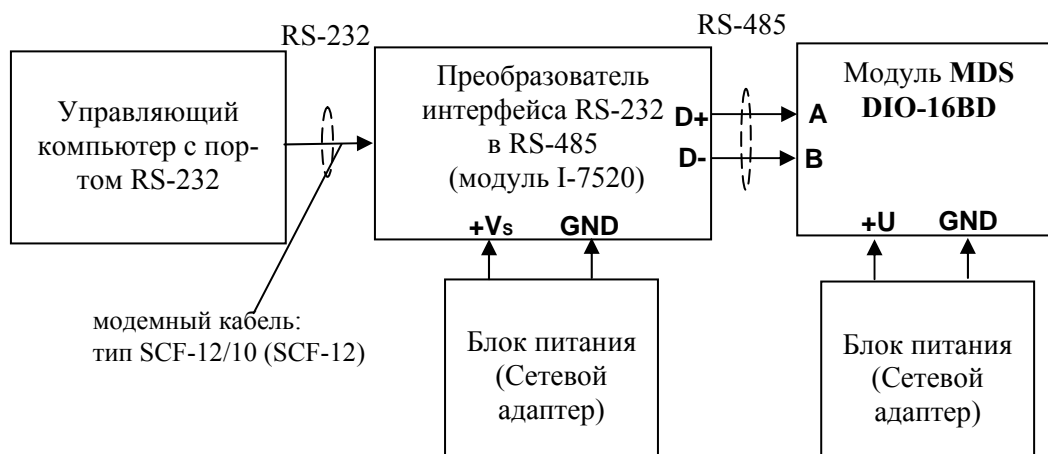 RS-232
RS-485
Управляющий
компьютер с пор-
том RS-232
Преобразователь
интерфейса RS-232
в RS-485
(модуль I-7520)
D+
D-
+Vs
GND
Модуль MDS
DIO-16BD
A
B
+U
GND
модемный кабель:
тип SCF-12/10 (SCF-12)
Блок питания
(Сетевой
адаптер)
Блок питания
(Сетевой
адаптер)